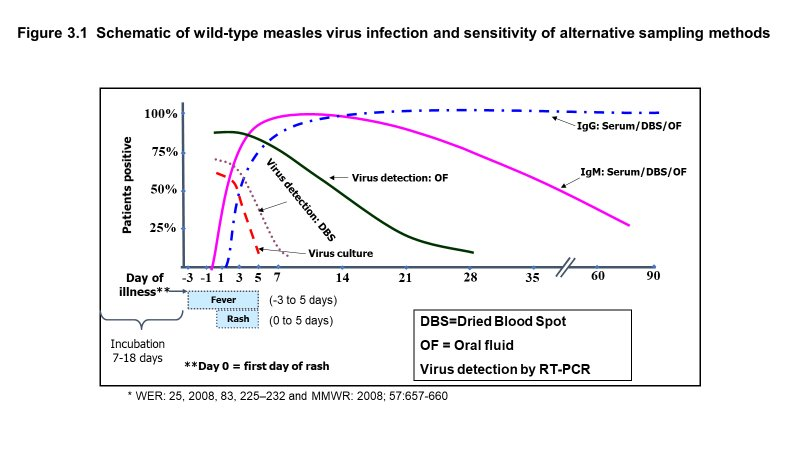 Figure 3.1 Schematic of wild-type measles virus infection and sensitivity of alternative sampling methods
Patients positive
100%
75%
50%
25%
IgG: Serum/DBS/OF
IgM: Serum/DBS/OF
Virus detection: OF
Virus detection: DBS
Virus culture
Day of
illness**
-3 -1 1 3 5 7 14 21 28 35 60 90
Fever
(-3 to 5 days)
Rash
(0 to 5 days)
Incubation
7-18 days
**Day 0 = first day of rash
DBS=Dried Blood Spot
OF = Oral fluid
Virus detection by RT-PCR
* WER: 25, 2008, 83, 225–232 and MMWR: 2008; 57:657-660